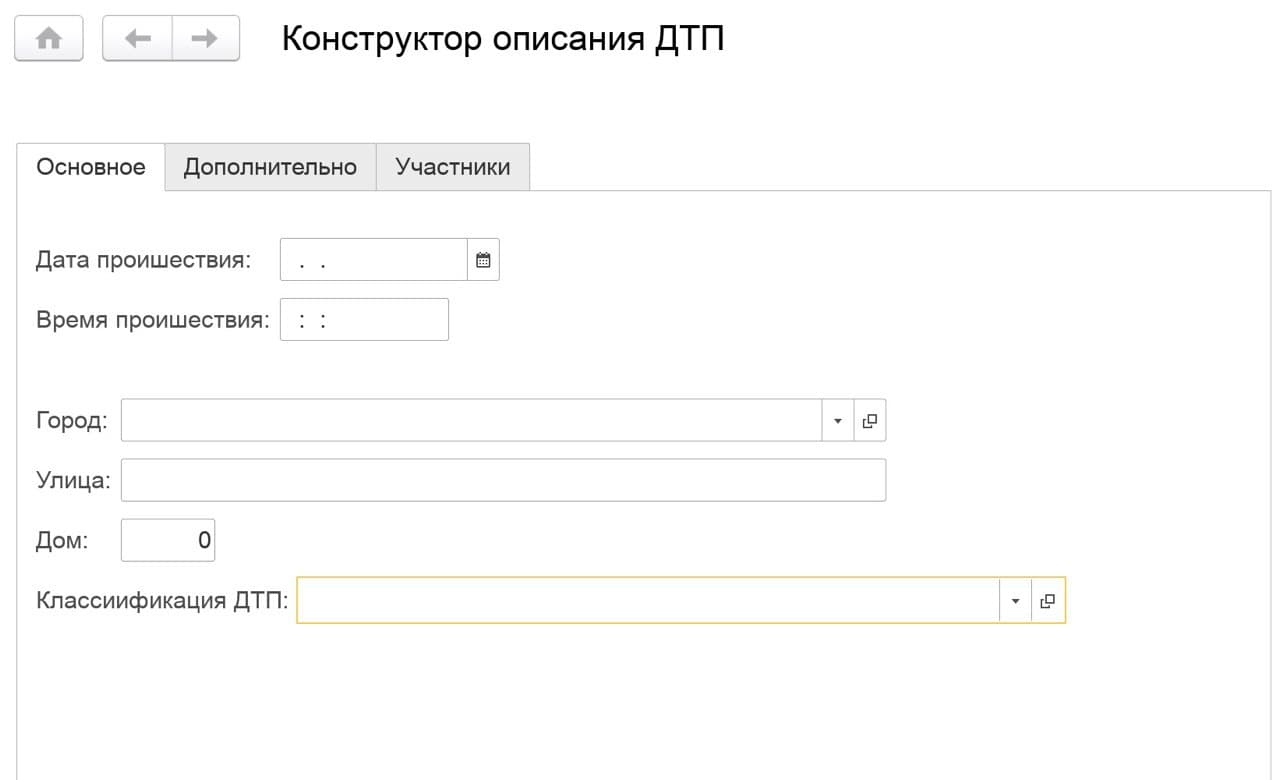 Конструктор описания ДТП
Основное Дополнительно Участники
Дата проишествия: . .
Время проишествия: : :
Город:
Улица:
Дом: 0
Классиификация ДТП: